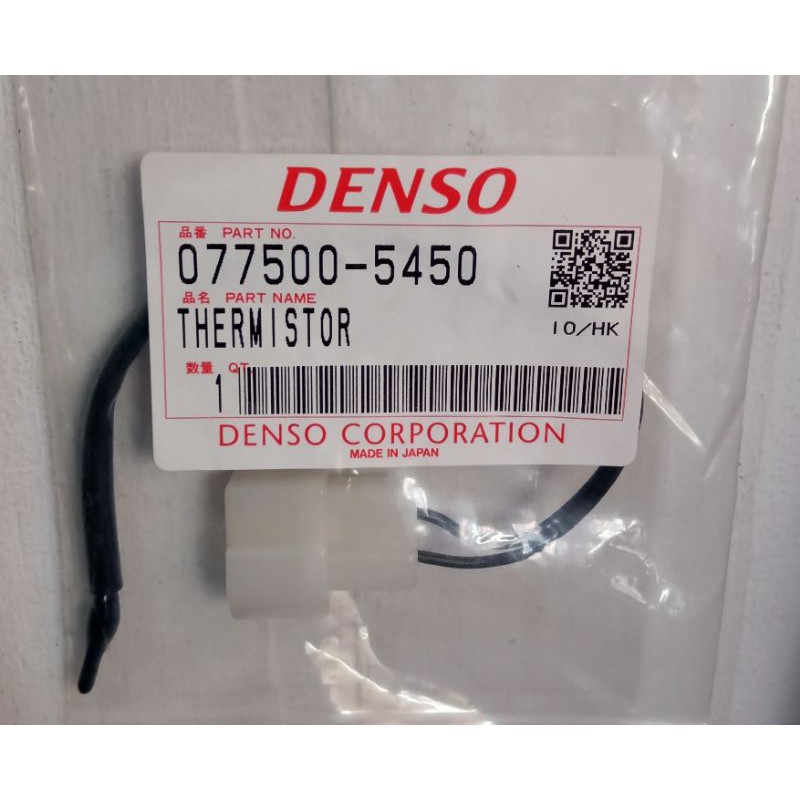 DENSO
品番 PART NO.
077500-5450
品名 PART NAME
THERMISTOR
10/HK
数量 QT
1
DENSO CORPORATION
MADE IN JAPAN